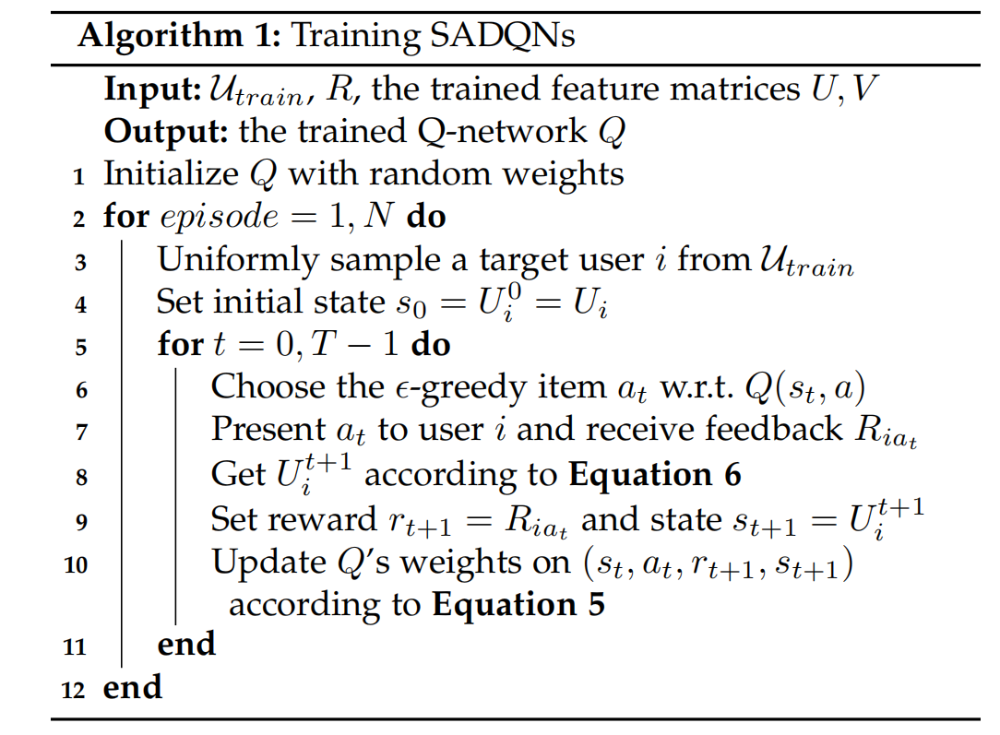 Algorithm 1: Training SADQNs
Input: 𝒰_train, R, the trained feature matrices U, V
Output: the trained Q-network Q
1 Initialize Q with random weights
2 for episode = 1, N do
3 Uniformly sample a target user i from 𝒰_train
4 Set initial state s_0 = U_i^0 = U_i
5 for t = 0, T − 1 do
6 Choose the ϵ-greedy item a_t w.r.t. Q(s_t, a)
7 Present a_t to user i and receive feedback R_{ia_t}
8 Get U_i^{t+1} according to Equation 6
9 Set reward r_{t+1} = R_{ia_t} and state s_{t+1} = U_i^{t+1}
10 Update Q's weights on (s_t, a_t, r_{t+1}, s_{t+1})
according to Equation 5
11 end
12 end